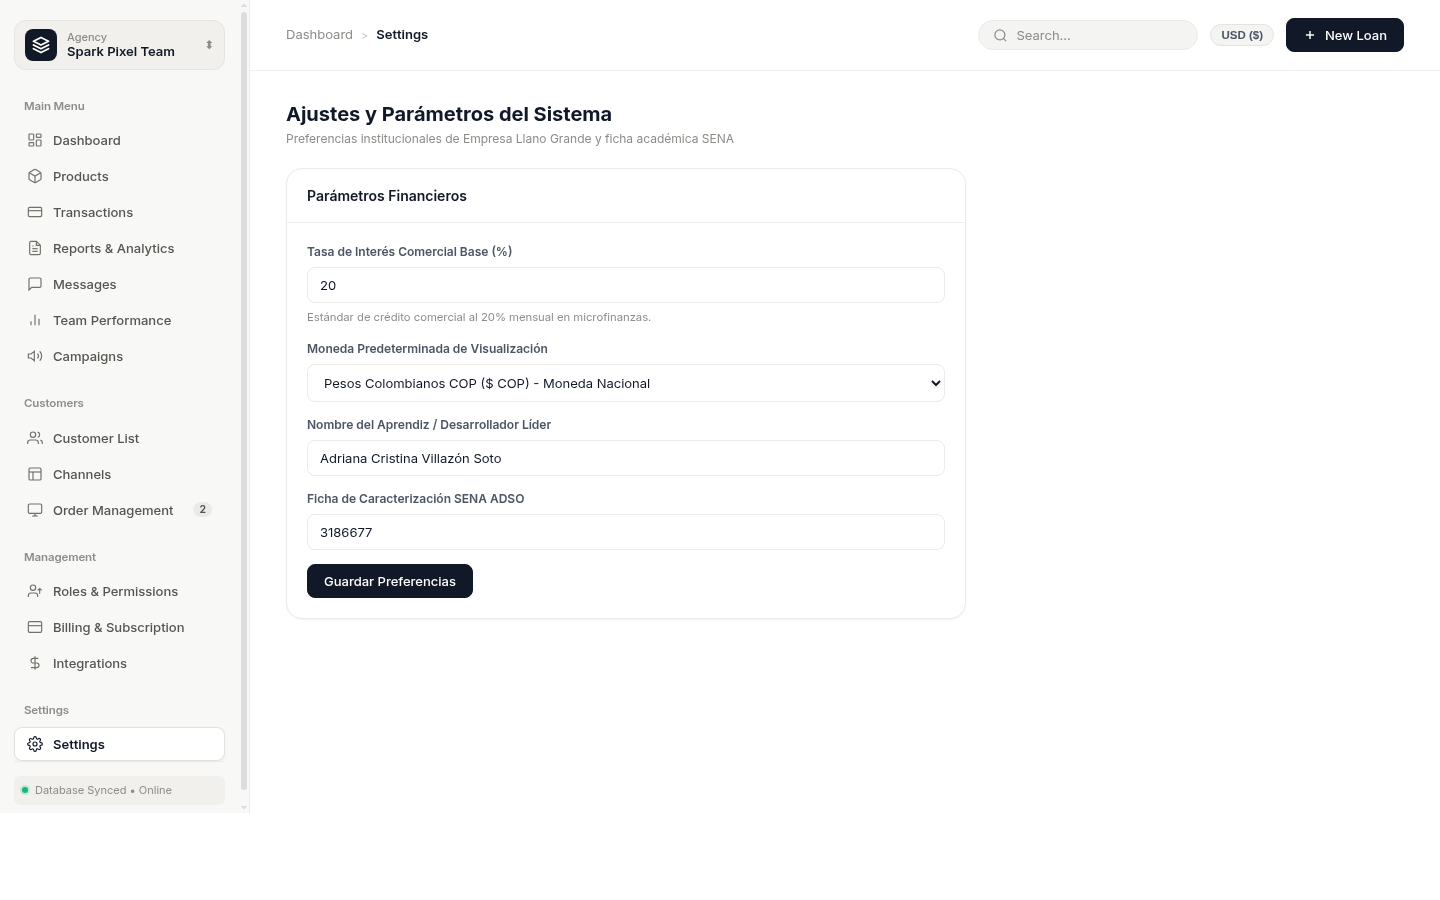 Agency
Spark Pixel Team
Main Menu
Dashboard
Products
Transactions
Reports & Analytics
Messages
Team Performance
Campaigns
Customers
Customer List
Channels
Order Management 2
Management
Roles & Permissions
Billing & Subscription
Integrations
Settings
Settings
Database Synced • Online
Dashboard > Settings
Search...
USD ($)
+ New Loan
Ajustes y Parámetros del Sistema
Preferencias institucionales de Empresa Llano Grande y ficha académica SENA
Parámetros Financieros
Tasa de Interés Comercial Base (%)
20
Estándar de crédito comercial al 20% mensual en microfinanzas.
Moneda Predeterminada de Visualización
Pesos Colombianos COP ($ COP) - Moneda Nacional
Nombre del Aprendiz / Desarrollador Líder
Adriana Cristina Villazón Soto
Ficha de Caracterización SENA ADSO
3186677
Guardar Preferencias